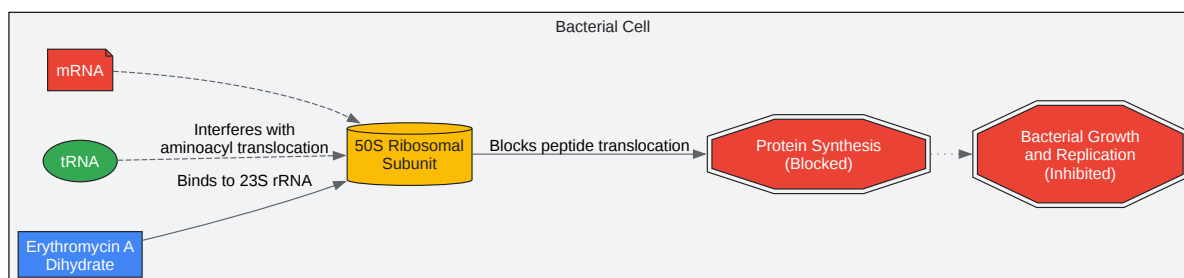 Bacterial Cell
mRNA
tRNA
Interferes with
aminoacyl translocation
Binds to 23S rRNA
Erythromycin A
Dihydrate
50S Ribosomal
Subunit
Blocks peptide translocation
Protein Synthesis
(Blocked)
Bacterial Growth
and Replication
(Inhibited)